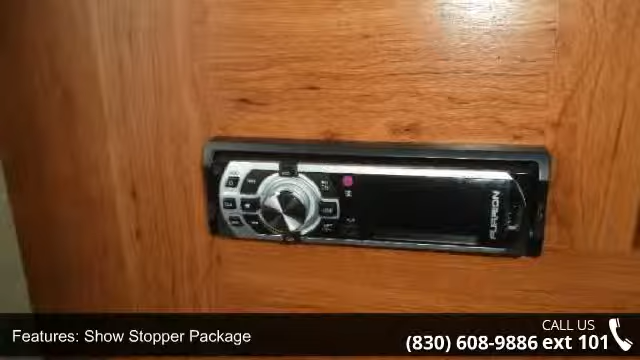 FURRION
Features: Show Stopper Package
CALL US
(830) 608-9886 ext 101